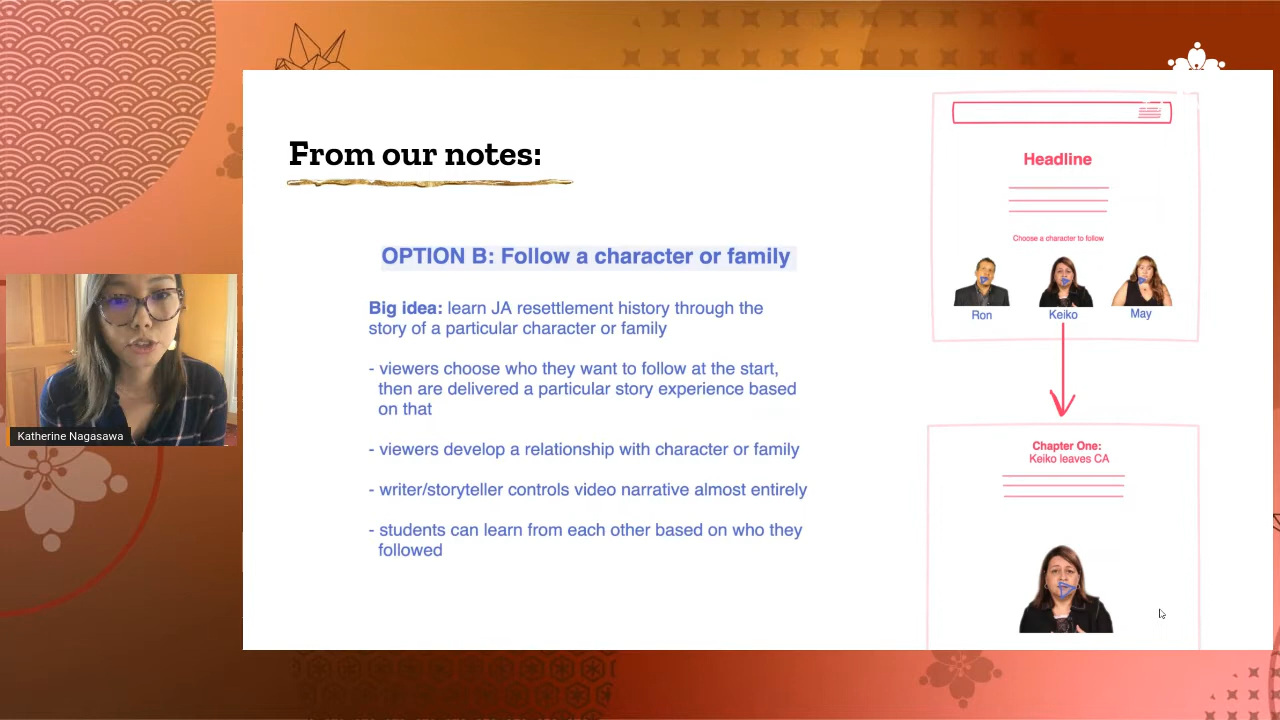 From our notes:
OPTION B: Follow a character or family
Big idea: learn JA resettlement history through the
story of a particular character or family
- viewers choose who they want to follow at the start,
then are delivered a particular story experience based
on that
- viewers develop a relationship with character or family
- writer/storyteller controls video narrative almost entirely
- students can learn from each other based on who they
followed
Headline
Choose a character to follow
Ron
Keiko
May
Chapter One:
Keiko leaves CA
Katherine Nagasawa